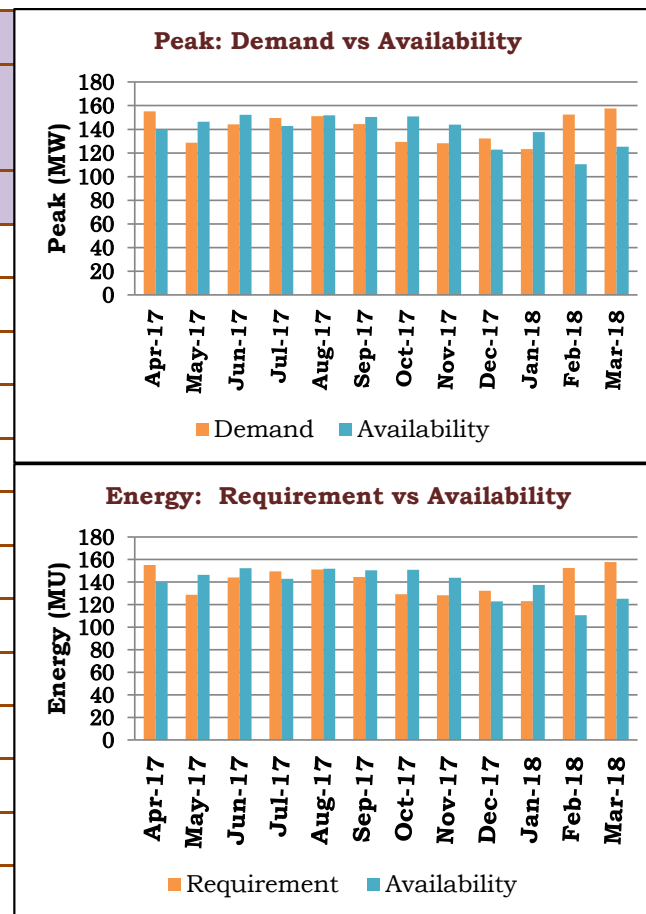 Peak: Demand vs Availability
180
160
140
120
100
80
60
40
20
0
Peak (MW)
Apr-17
May-17
Jun-17
Jul-17
Aug-17
Sep-17
Oct-17
Nov-17
Dec-17
Jan-18
Feb-18
Mar-18
Demand Availability
Energy: Requirement vs Availability
180
160
140
120
100
80
60
40
20
0
Energy (MU)
Apr-17
May-17
Jun-17
Jul-17
Aug-17
Sep-17
Oct-17
Nov-17
Dec-17
Jan-18
Feb-18
Mar-18
Requirement Availability